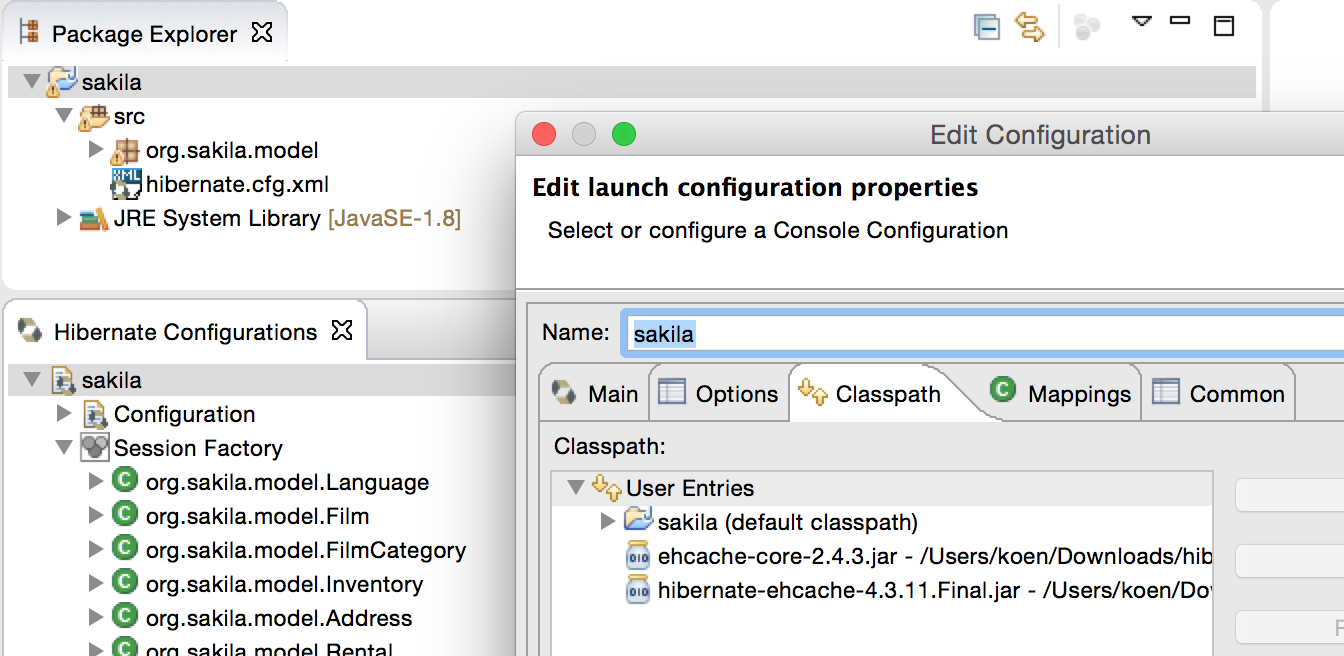 Package Explorer
sakila
src
org.sakila.model
XML
hibernate.cfg.xml
JRE System Library [JavaSE-1.8]
Hibernate Configurations
sakila
Configuration
Session Factory
C org.sakila.model.Language
C org.sakila.model.Film
C org.sakila.model.FilmCategory
C org.sakila.model.Inventory
C org.sakila.model.Address
C org.sakila.model.Rental
Edit Configuration
Edit launch configuration properties
Select or configure a Console Configuration
Name: sakila
Main Options Classpath C Mappings Common
Classpath:
User Entries
sakila (default classpath)
010 ehcache-core-2.4.3.jar - /Users/koen/Downloads/hib
010 hibernate-ehcache-4.3.11.Final.jar - /Users/koen/Do